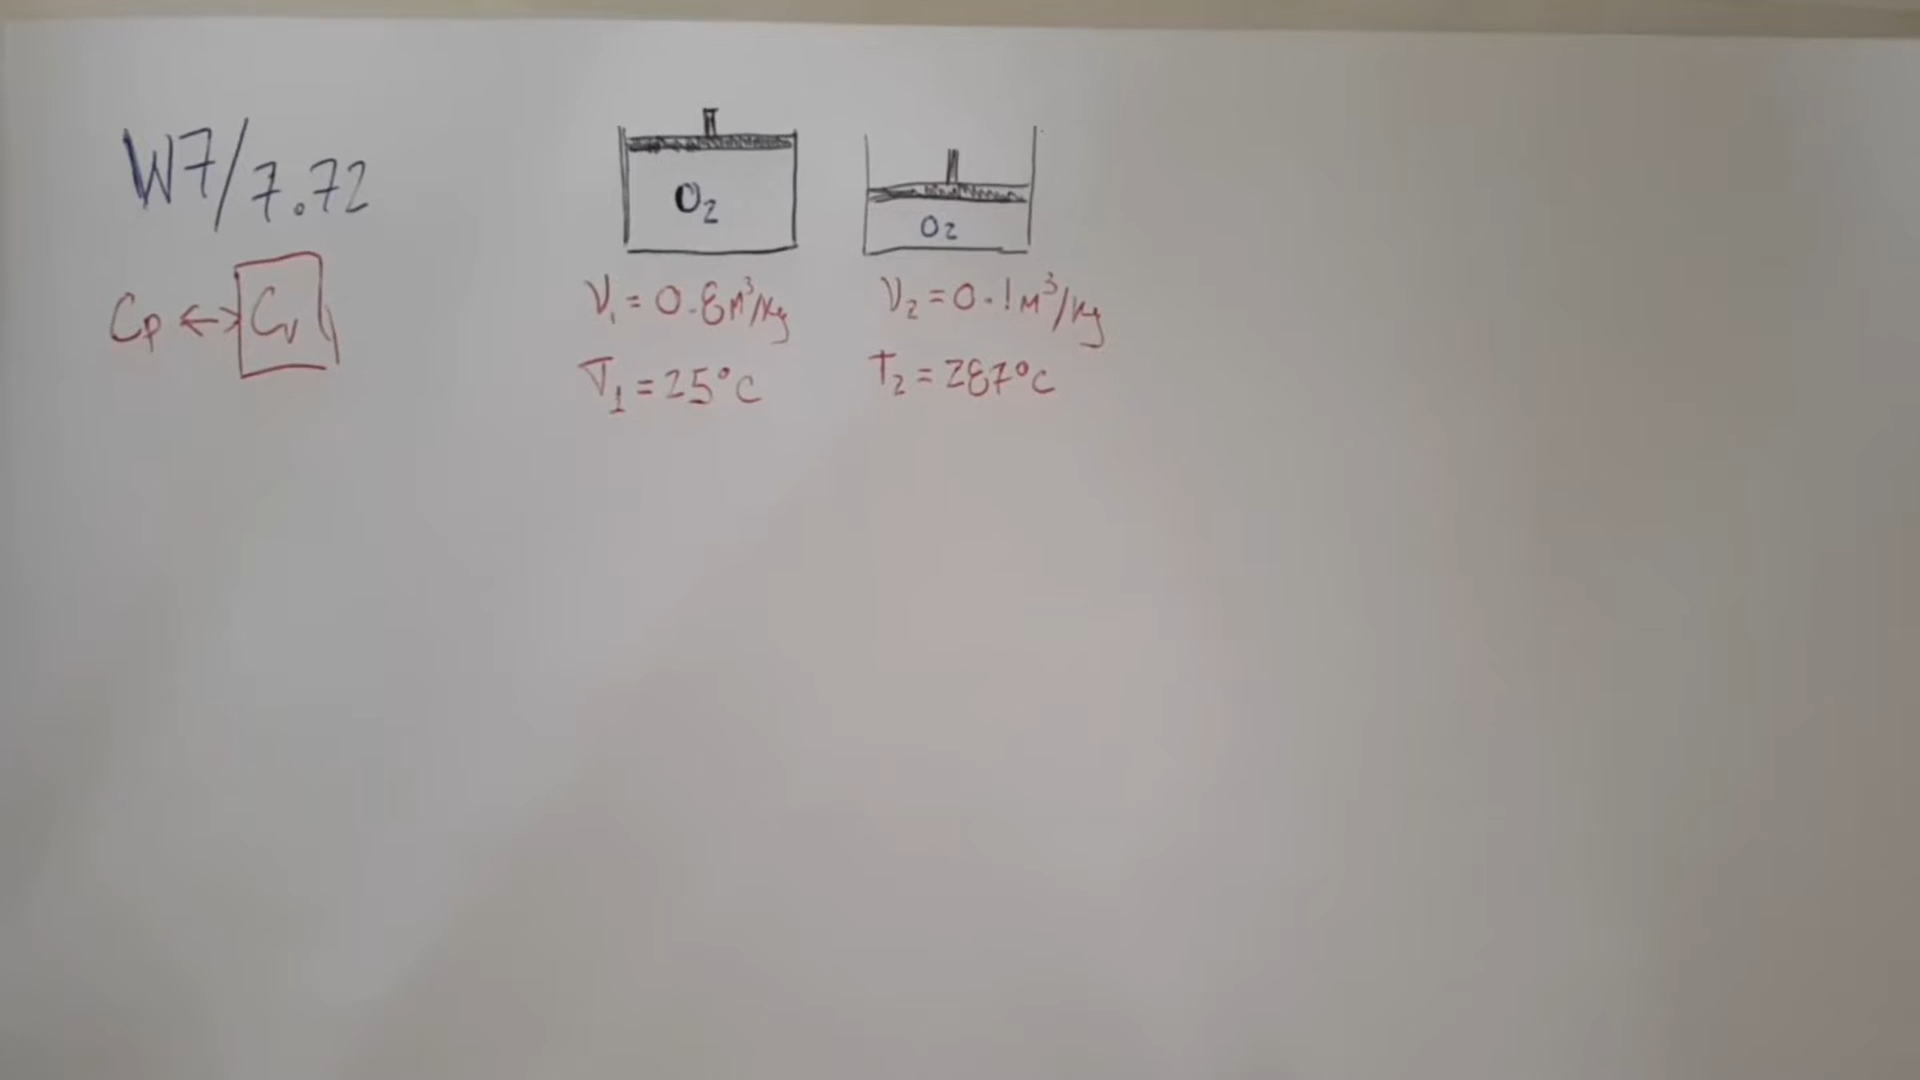 W7/7.72
Cp ↔ Cv
O2
O2
V1 = 0.8 M³/kg
V2 = 0.1 M³/kg
T1 = 25°C
T2 = 287°C